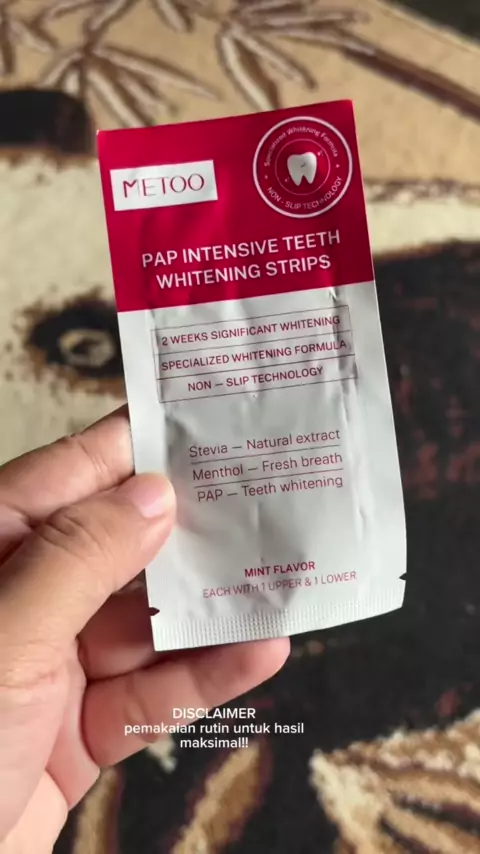 METOO
Specialized Whitening Formula
NON - SLIP TECHNOLOGY
PAP INTENSIVE TEETH
WHITENING STRIPS
2 WEEKS SIGNIFICANT WHITENING
SPECIALIZED WHITENING FORMULA
NON — SLIP TECHNOLOGY
Stevia — Natural extract
Menthol — Fresh breath
PAP — Teeth whitening
MINT FLAVOR
EACH WITH 1 UPPER & 1 LOWER
DISCLAIMER
pemakaian rutin untuk hasil
maksimal!!